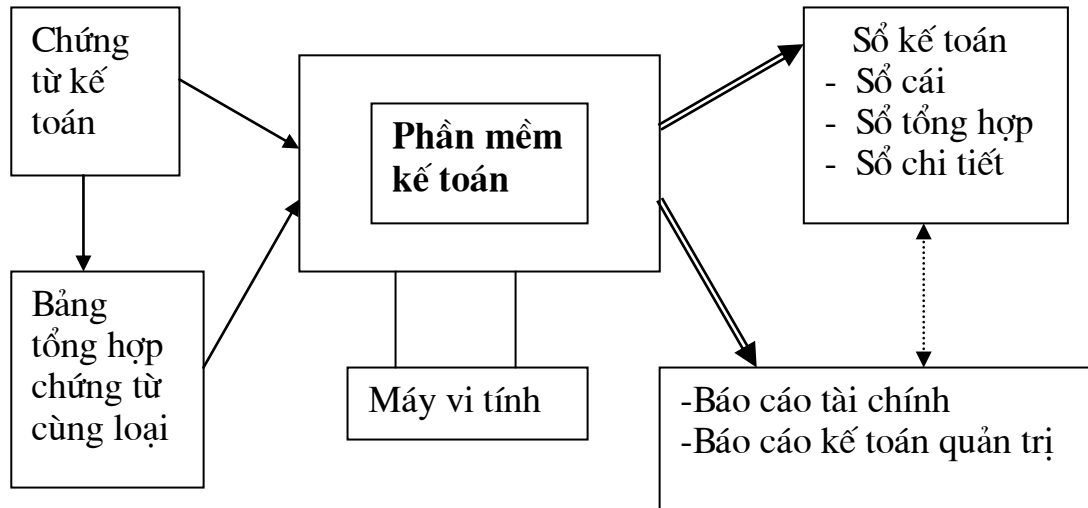 Chứng
từ kế
toán
Phần mềm
kế toán
Sổ kế toán
- Sổ cái
- Sổ tổng hợp
- Sổ chi tiết
Bảng
tổng hợp
chứng từ
cùng loại
Máy vi tính
-Báo cáo tài chính
-Báo cáo kế toán quản trị